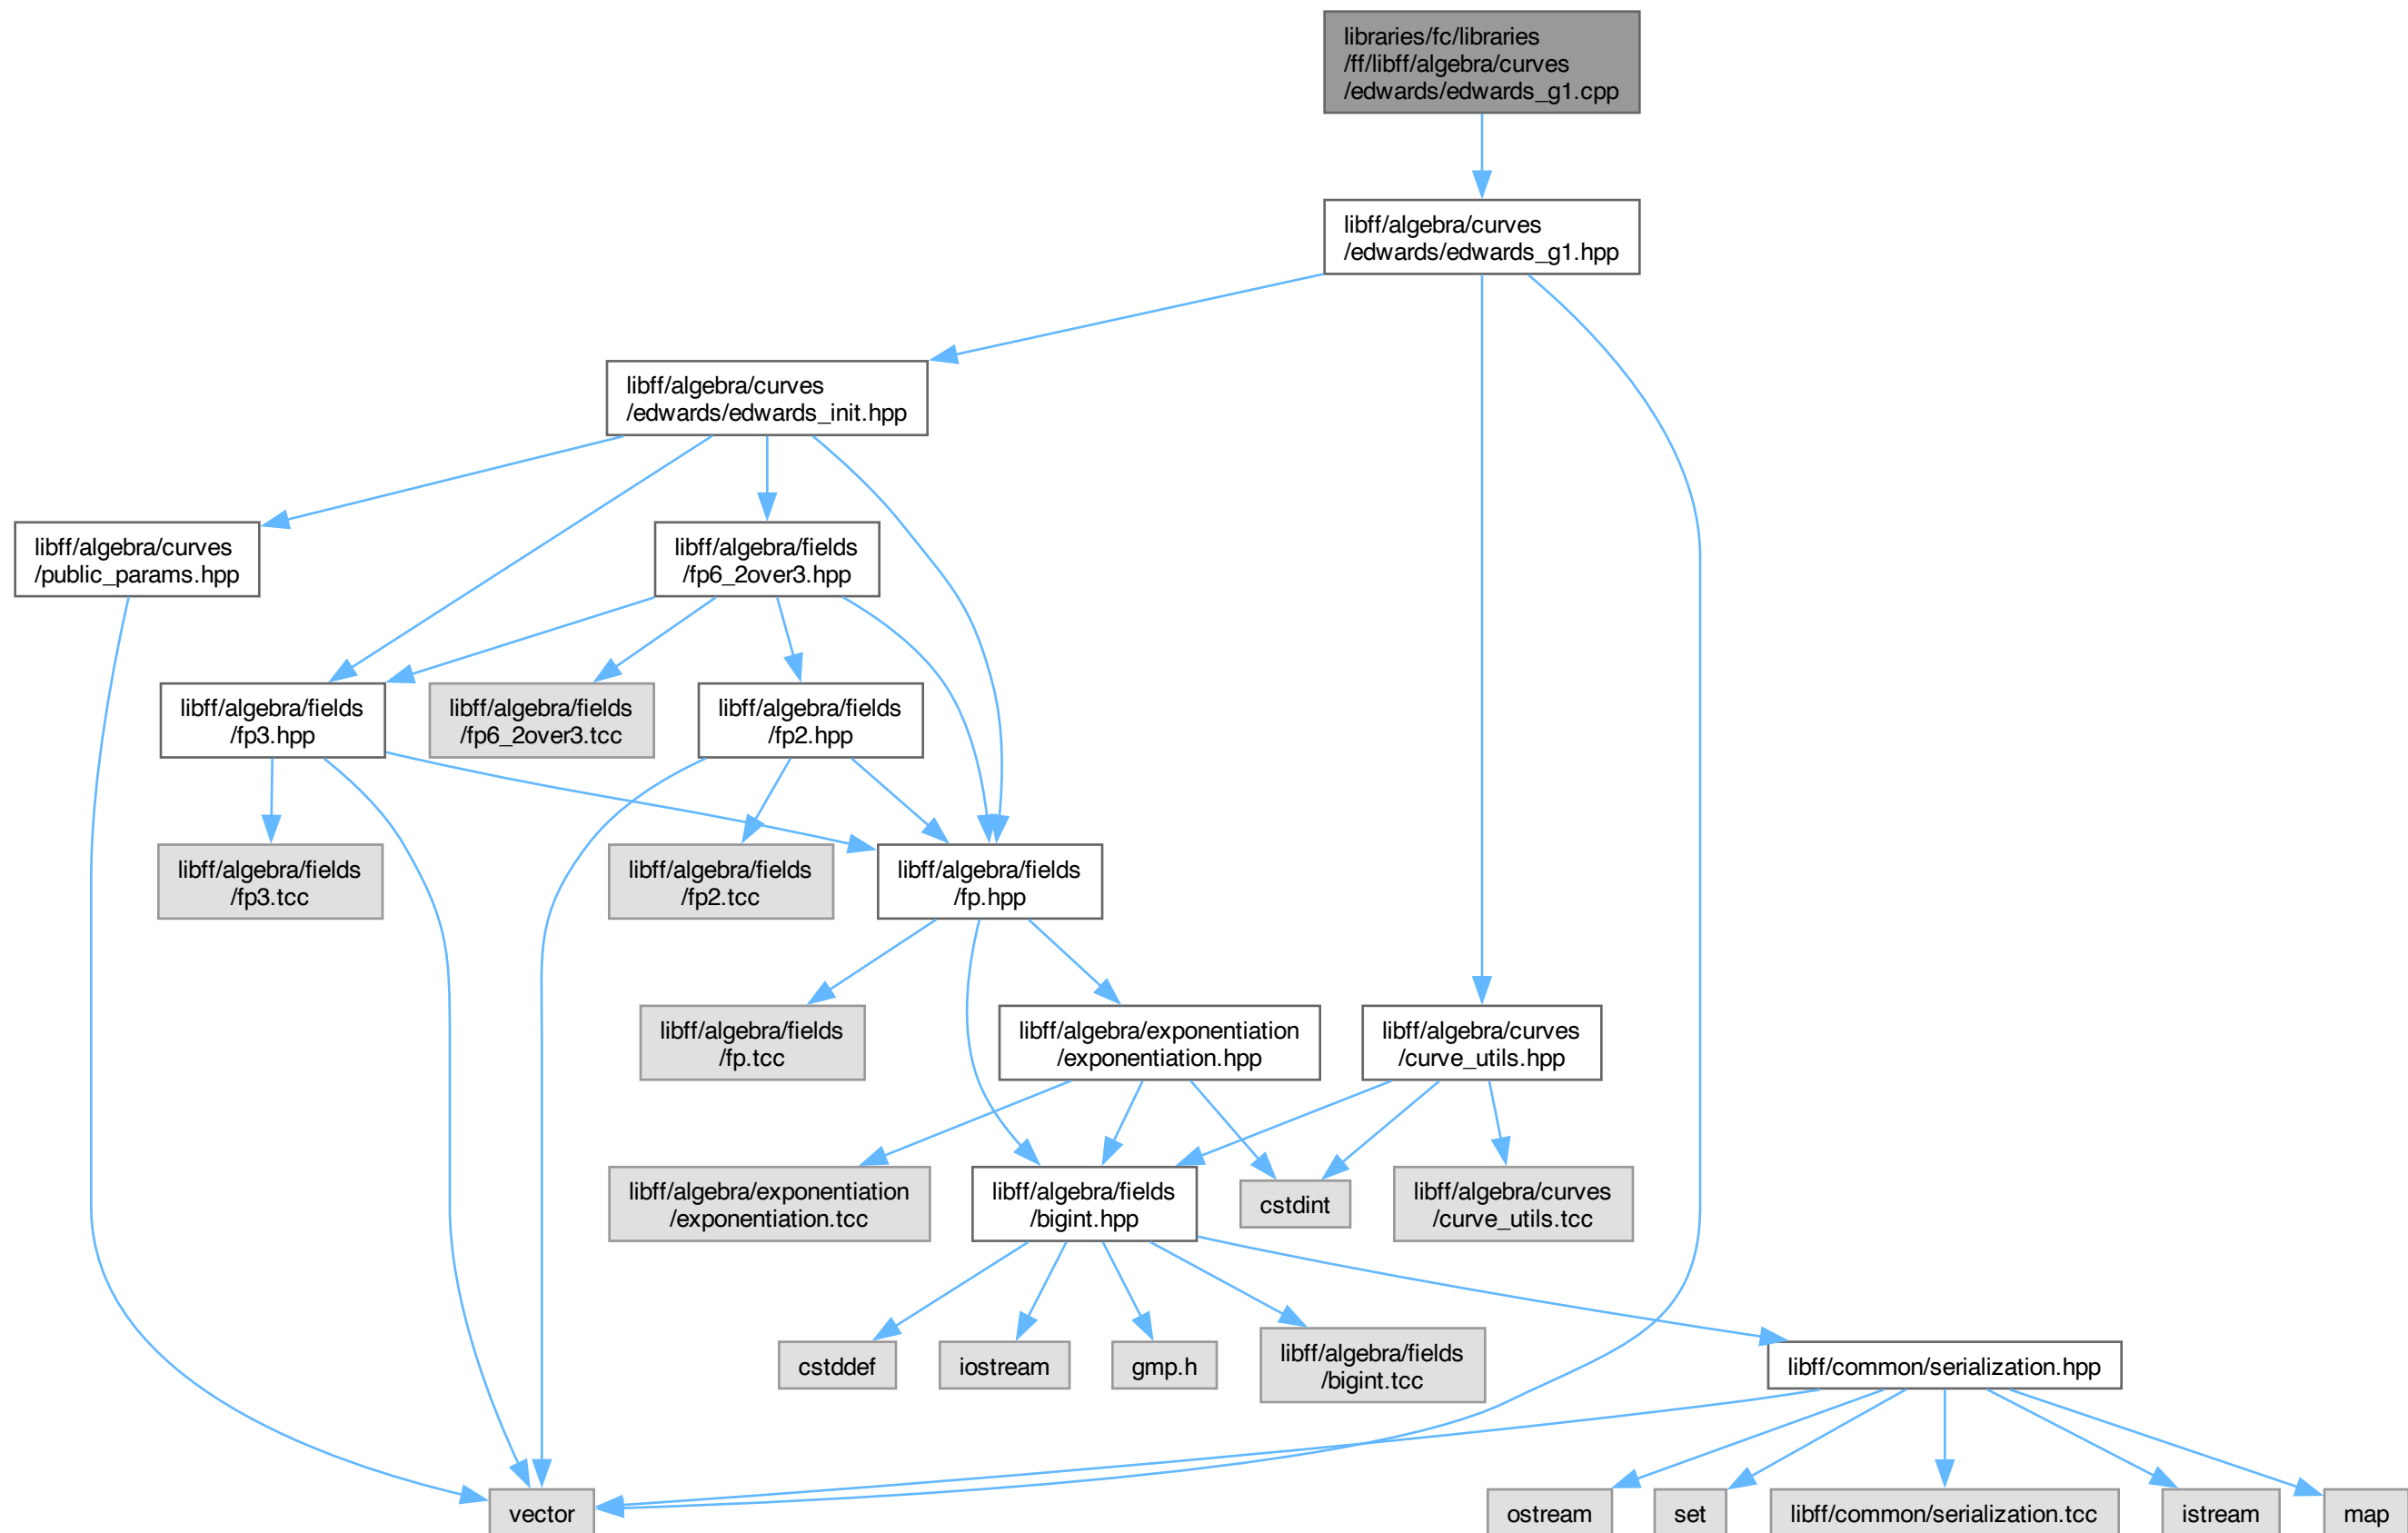 libraries/fc/libraries
/ff/libff/algebra/curves
/edwards/edwards_g1.cpp
libff/algebra/curves
/edwards/edwards_g1.hpp
libff/algebra/curves
/edwards/edwards_init.hpp
libff/algebra/curves
/public_params.hpp
libff/algebra/fields
/fp6_2over3.hpp
libff/algebra/fields
/fp3.hpp
libff/algebra/fields
/fp6_2over3.tcc
libff/algebra/fields
/fp2.hpp
libff/algebra/fields
/fp3.tcc
libff/algebra/fields
/fp2.tcc
libff/algebra/fields
/fp.hpp
libff/algebra/fields
/fp.tcc
libff/algebra/exponentiation
/exponentiation.hpp
libff/algebra/curves
/curve_utils.hpp
libff/algebra/exponentiation
/exponentiation.tcc
libff/algebra/fields
/bigint.hpp
cstdint
libff/algebra/curves
/curve_utils.tcc
cstddef
iostream
gmp.h
libff/algebra/fields
/bigint.tcc
libff/common/serialization.hpp
vector
ostream
set
libff/common/serialization.tcc
istream
map